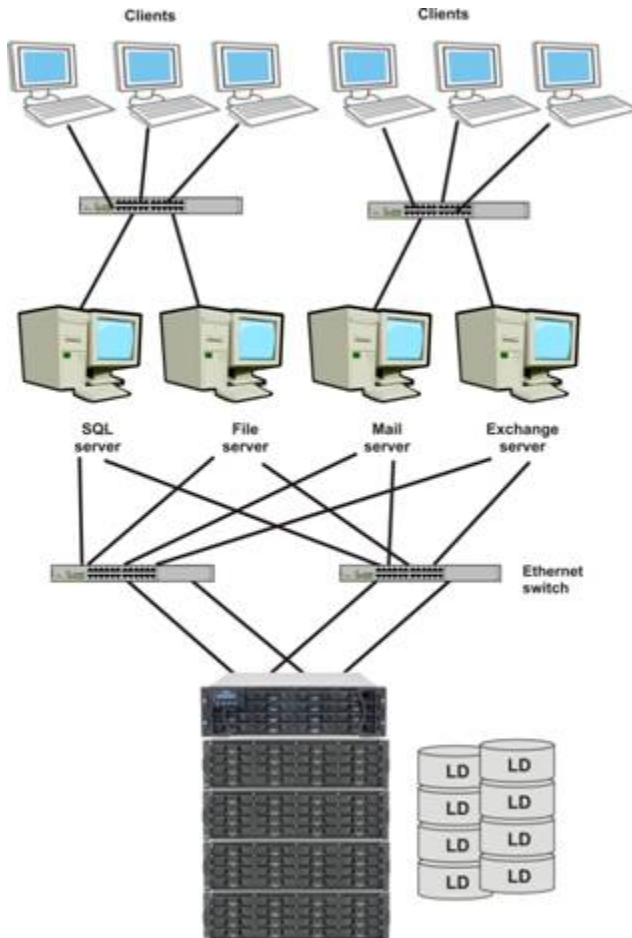 Clients
Clients
SQL
server
File
server
Mail
server
Exchange
server
Ethernet
switch
LD
LD
LD
LD
LD
LD
LD
LD